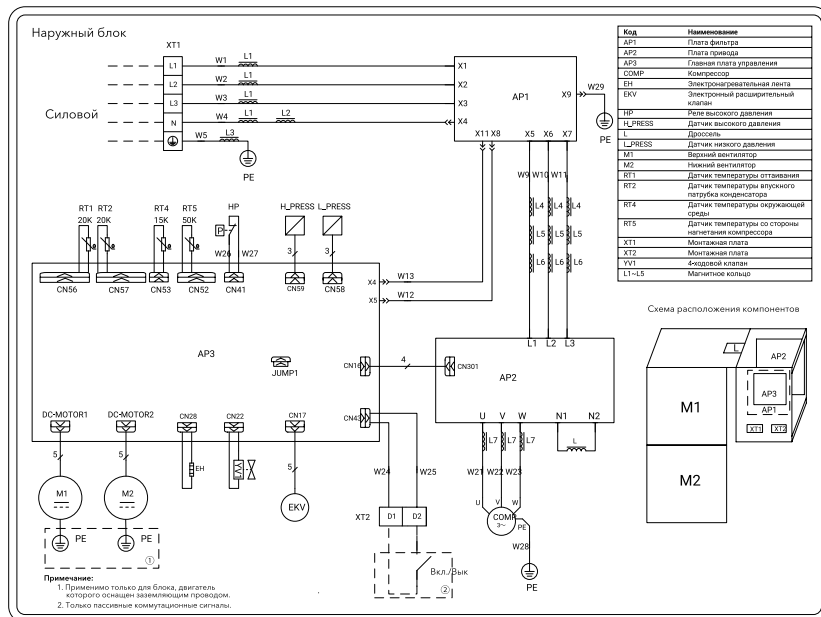 Наружный блок
XT1
L1
L2
L3
N
Силовой
W1
L1
W2
L1
W3
L1
W4
L1
L2
W5
L3
PE
X1
X2
X3
X4
AP1
X9
W29
PE
X11
X8
X5
X6
X7
W9
W10
W11
L4
L4
L4
L5
L5
L5
L6
L6
L6
RT1
RT2
20K
20K
RT4
15K
RT5
50K
HP
P
W26
W27
H_PRESS
L_PRESS
3
3
CN56
CN57
CN53
CN52
CN41
CN59
CN58
X4
W13
X5
W12
AP3
JUMP1
CN16
4
CN301
CN43
L1
L2
L3
AP2
U
V
W
N1
N2
L7
L7
L7
L
W21
W22
W23
U
V
W
COMP
3~
PE
W28
PE
DC-MOTOR1
DC-MOTOR2
CN28
CN22
CN17
5
5
5
EH
M1
M2
EKV
PE
PE
①
W24
W25
XT2
D1
D2
Вкл./Вык
②
Примечание:
1. Применимо только для блока, двигатель
которого оснащен заземляющим проводом.
2. Только пассивные коммутационные сигналы.
Код Наименование
AP1 Плата фильтра
AP2 Плата привода
AP3 Главная плата управления
COMP Компрессор
EH Электронагревательная лента
EKV Электронный расширительный
клапан
HP Реле высокого давления
H_PRESS Датчик высокого давления
L Дроссель
L_PRESS Датчик низкого давления
M1 Верхний вентилятор
M2 Нижний вентилятор
RT1 Датчик температуры оттаивания
RT2 Датчик температуры впускного
патрубка конденсатора
RT4 Датчик температуры окружающей
среды
RT5 Датчик температуры со стороны
нагнетания компрессора
XT1 Монтажная плата
XT2 Монтажная плата
YV1 4-ходовой клапан
L1~L5 Магнитное кольцо
Схема расположения компонентов
L
AP2
AP3
AP1
XT1
XT2
M1
M2